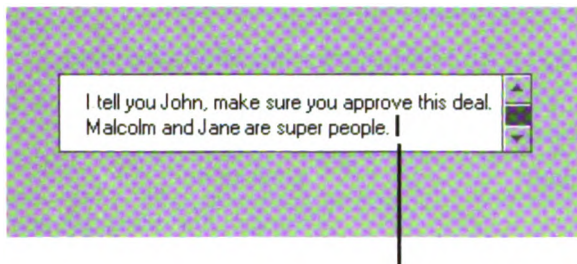 I tell you John, make sure you approve this deal.
Malcolm and Jane are super people.